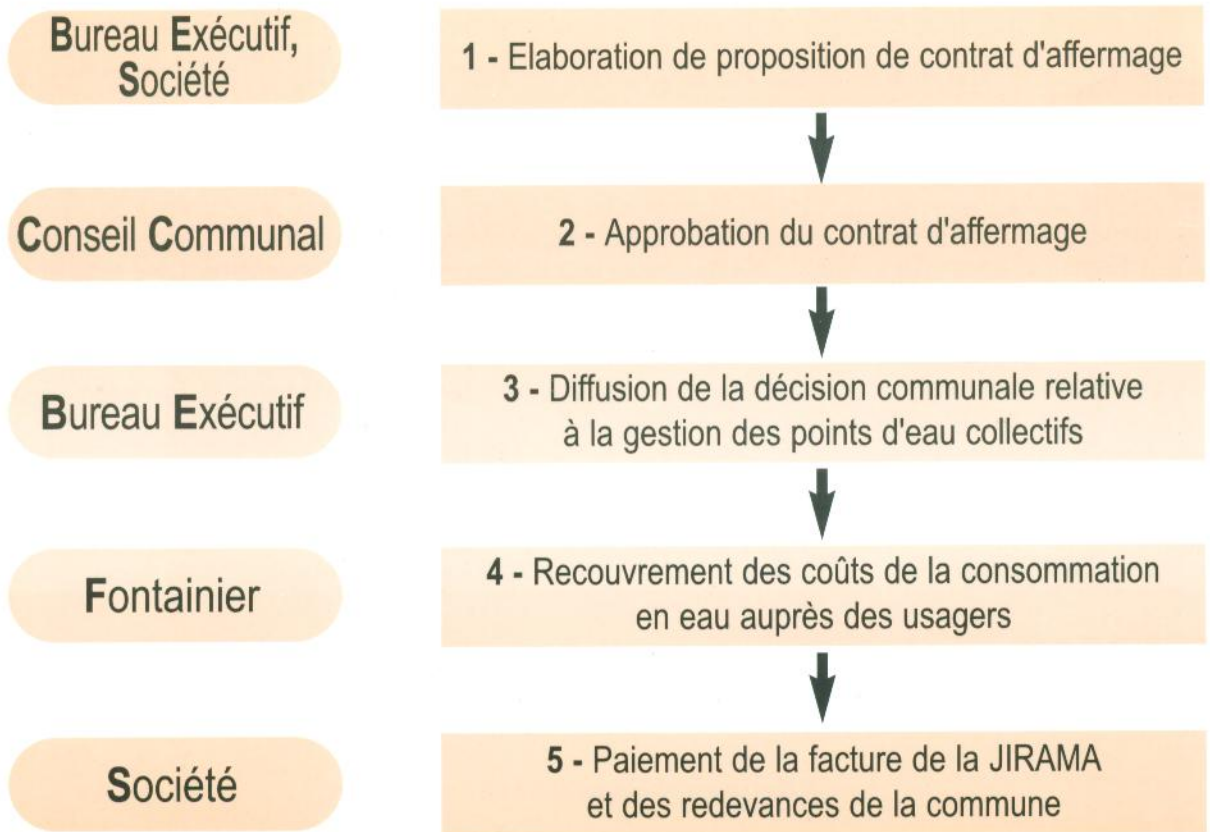 Bureau Exécutif,
Société
1 - Elaboration de proposition de contrat d'affermage
Conseil Communal
2 - Approbation du contrat d'affermage
Bureau Exécutif
3 - Diffusion de la décision communale relative
à la gestion des points d'eau collectifs
Fontainier
4 - Recouvrement des coûts de la consommation
en eau auprès des usagers
Société
5 - Paiement de la facture de la JIRAMA
et des redevances de la commune